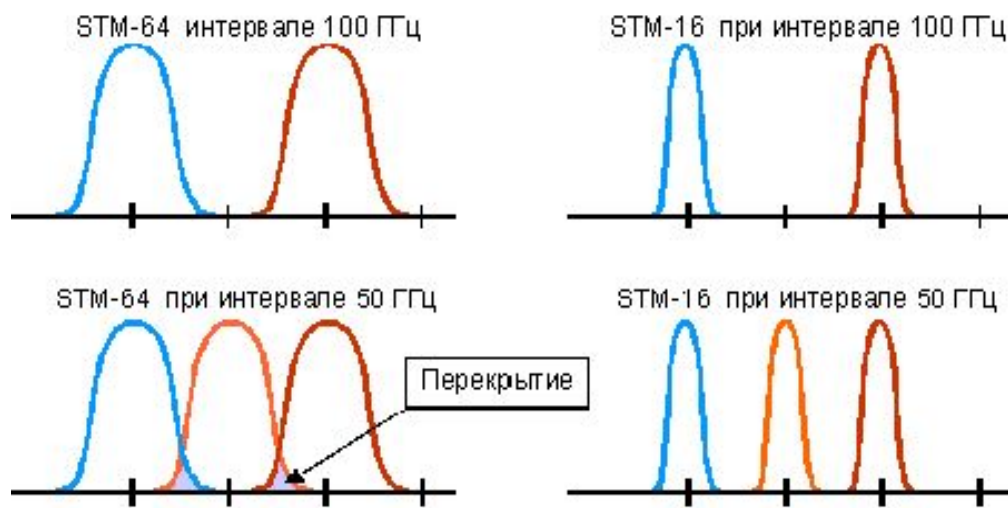 STM-64 интервале 100 ГГц
STM-16 при интервале 100 ГГц
STM-64 при интервале 50 ГГц
STM-16 при интервале 50 ГГц
Перекрытие